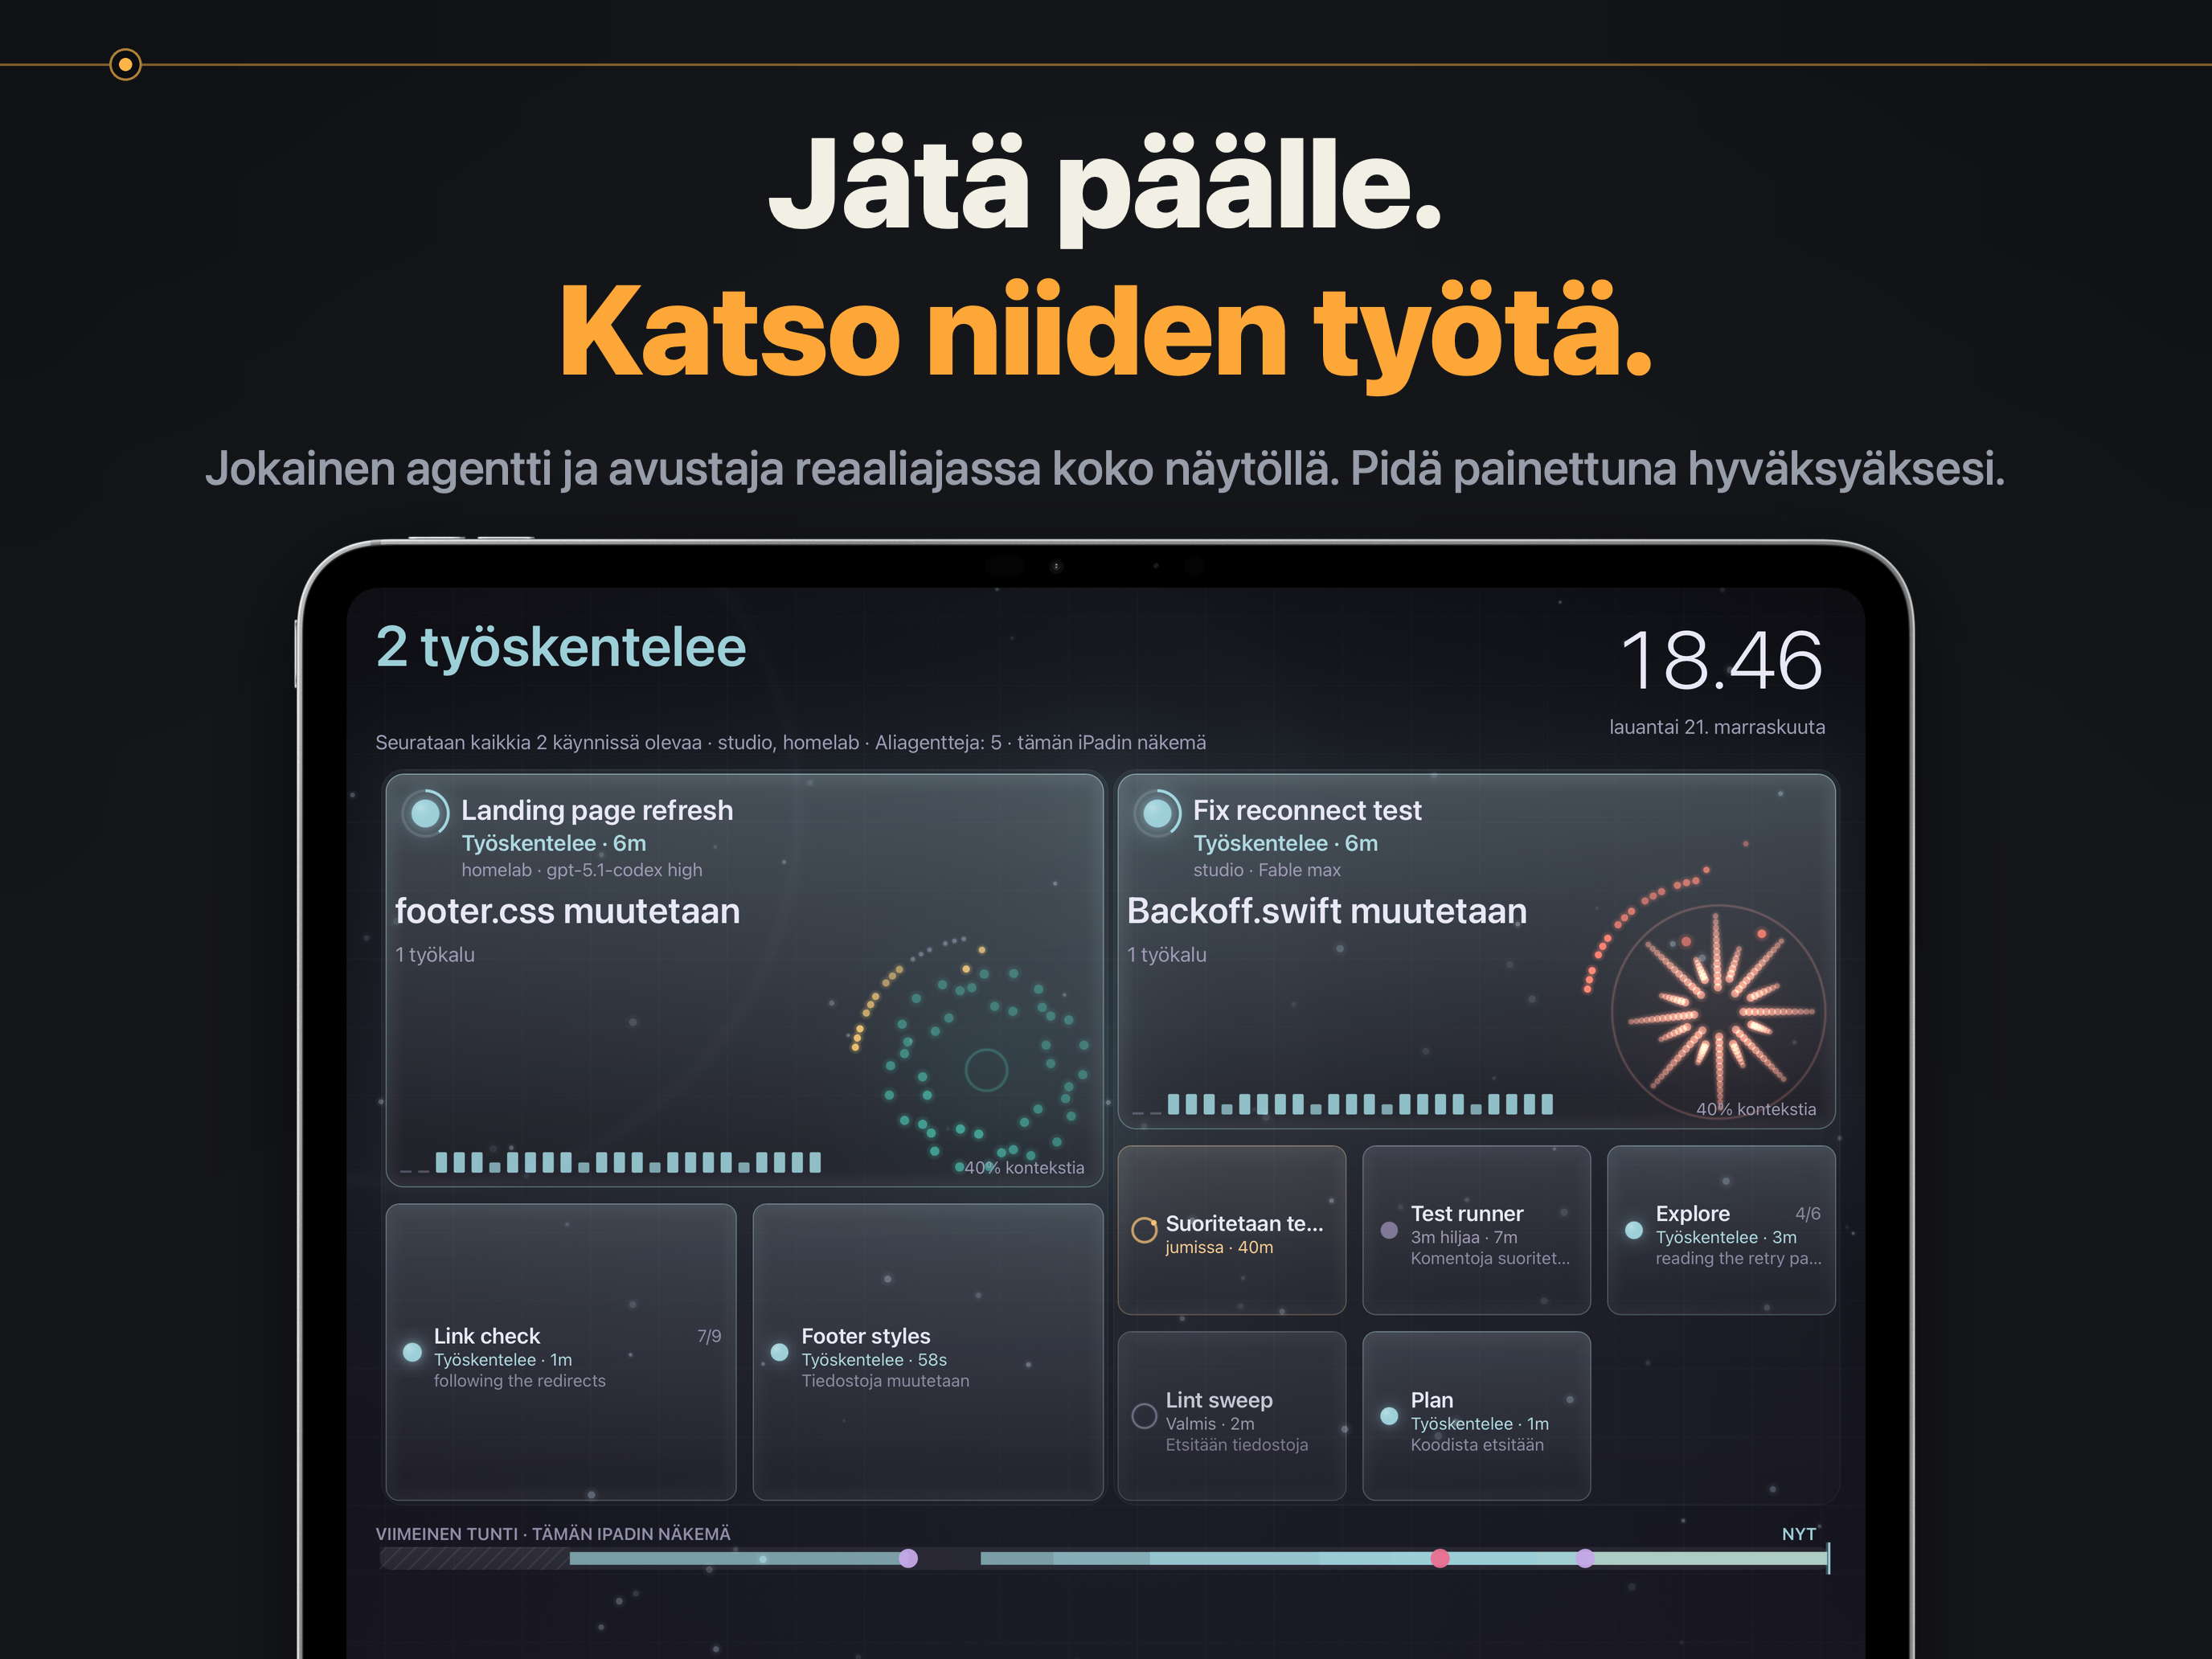 Jätä päälle.
Katso niiden työtä.
Jokainen agentti ja avustaja reaaliajassa koko näytöllä. Pidä painettuna hyväksyäksesi.
2 työskentelee
18.46
lauantai 21. marraskuuta
Seurataan kaikkia 2 käynnissä olevaa · studio, homelab · Aliagentteja: 5 · tämän iPadin näkemä
Landing page refresh
Työskentelee · 6m
homelab · gpt-5.1-codex high
footer.css muutetaan
1 työkalu
40% kontekstia
Fix reconnect test
Työskentelee · 6m
studio · Fable max
Backoff.swift muutetaan
1 työkalu
40% kontekstia
Link check 7/9
Työskentelee · 1m
following the redirects
Footer styles
Työskentelee · 58s
Tiedostoja muutetaan
Suoritetaan te...
jumissa · 40m
Test runner
3m hiljaa · 7m
Komentoja suoritet...
Explore 4/6
Työskentelee · 3m
reading the retry pa...
Lint sweep
Valmis · 2m
Etsitään tiedostoja
Plan
Työskentelee · 1m
Koodista etsitään
VIIMEINEN TUNTI · TÄMÄN IPADIN NÄKEMÄ
NYT